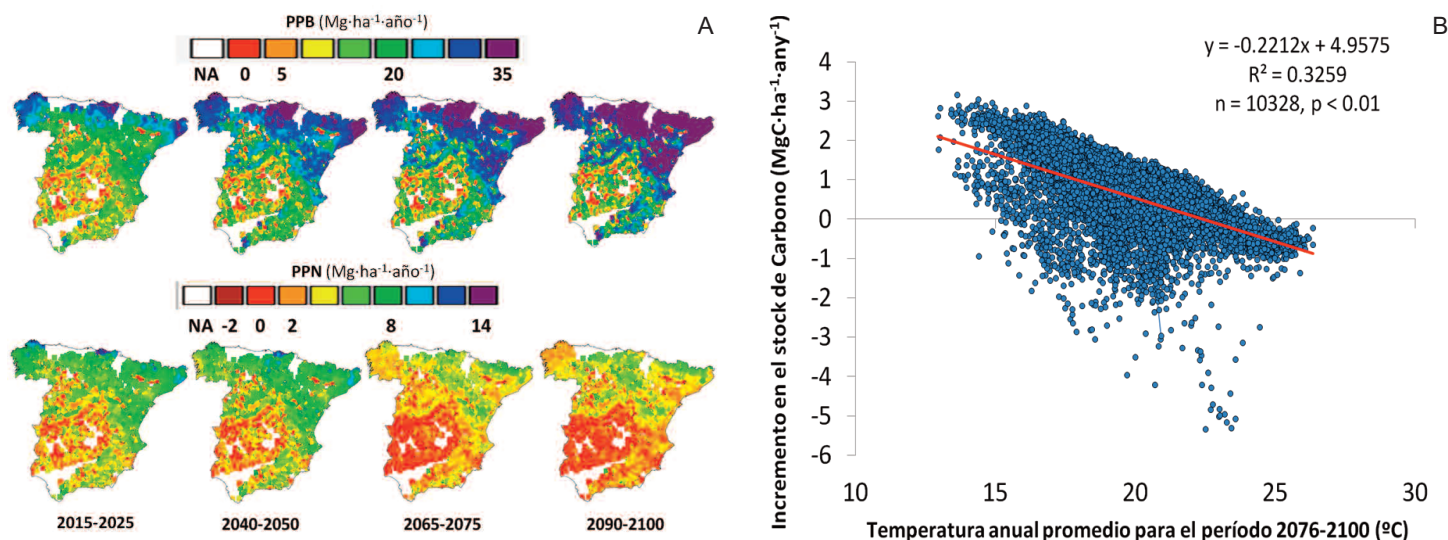 A
PPB (Mg·ha⁻¹·año⁻¹)
NA 0 5 20 35
PPN (Mg·ha⁻¹·año⁻¹)
NA -2 0 2 8 14
2015-2025 2040-2050 2065-2075 2090-2100
B
y = -0.2212x + 4.9575
R² = 0.3259
n = 10328, p < 0.01
Incremento en el stock de Carbono (MgC·ha⁻¹·any⁻¹)
4
3
2
1
0
-1
-2
-3
-4
-5
-6
10 15 20 25 30
Temperatura anual promedio para el período 2076-2100 (ºC)